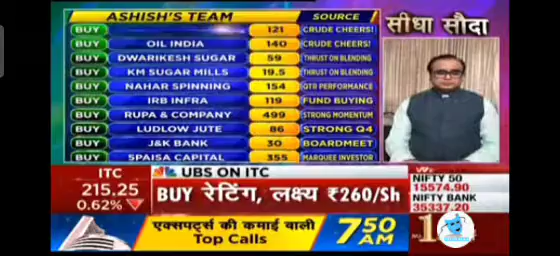 ASHISH'S TEAM SOURCE
BUY 121 CRUDE CHEERS!
BUY OIL INDIA 140 CRUDE CHEERS!
BUY DWARIKESH SUGAR 59 THRUST ON BLENDING
BUY KM SUGAR MILLS 19.5 THRUST ON BLENDING
BUY NAHAR SPINNING 154 QTR PERFORMANCE
BUY IRB INFRA 119 FUND BUYING
BUY RUPA & COMPANY 499 STRONG MOMENTUM
BUY LUDLOW JUTE 86 STRONG Q4
BUY J&K BANK 30 BOARDMEET
BUY 5PAISA CAPITAL 355 MARQUEE INVESTOR
सीधा सौदा
ITC
215.25
0.62%
UBS ON ITC
BUY रेटिंग, लक्ष्य ₹260/Sh
NIFTY 50
15574.90
NIFTY BANK
35337.20
एक्सपर्ट्स की कमाई वाली
Top Calls
7 50
AM